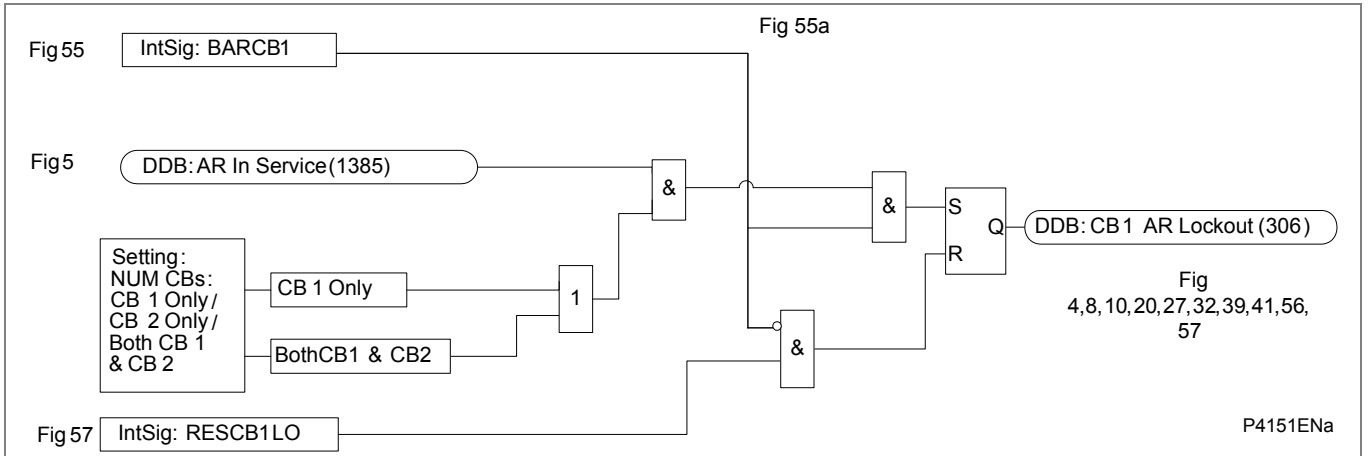 Fig 55a
Fig 55
IntSig: BARCB1
Fig 5
DDB: AR In Service (1385)
&
&
S
Q
R
DDB: CB 1 AR Lockout (306)
Setting:
NUM CBs:
CB 1 Only /
CB 2 Only /
Both CB 1
& CB 2
CB 1 Only
1
BothCB1 & CB2
&
Fig
4,8,10,20,27,32,39,41,56,
57
Fig 57
IntSig: RESCB1LO
P4151ENa